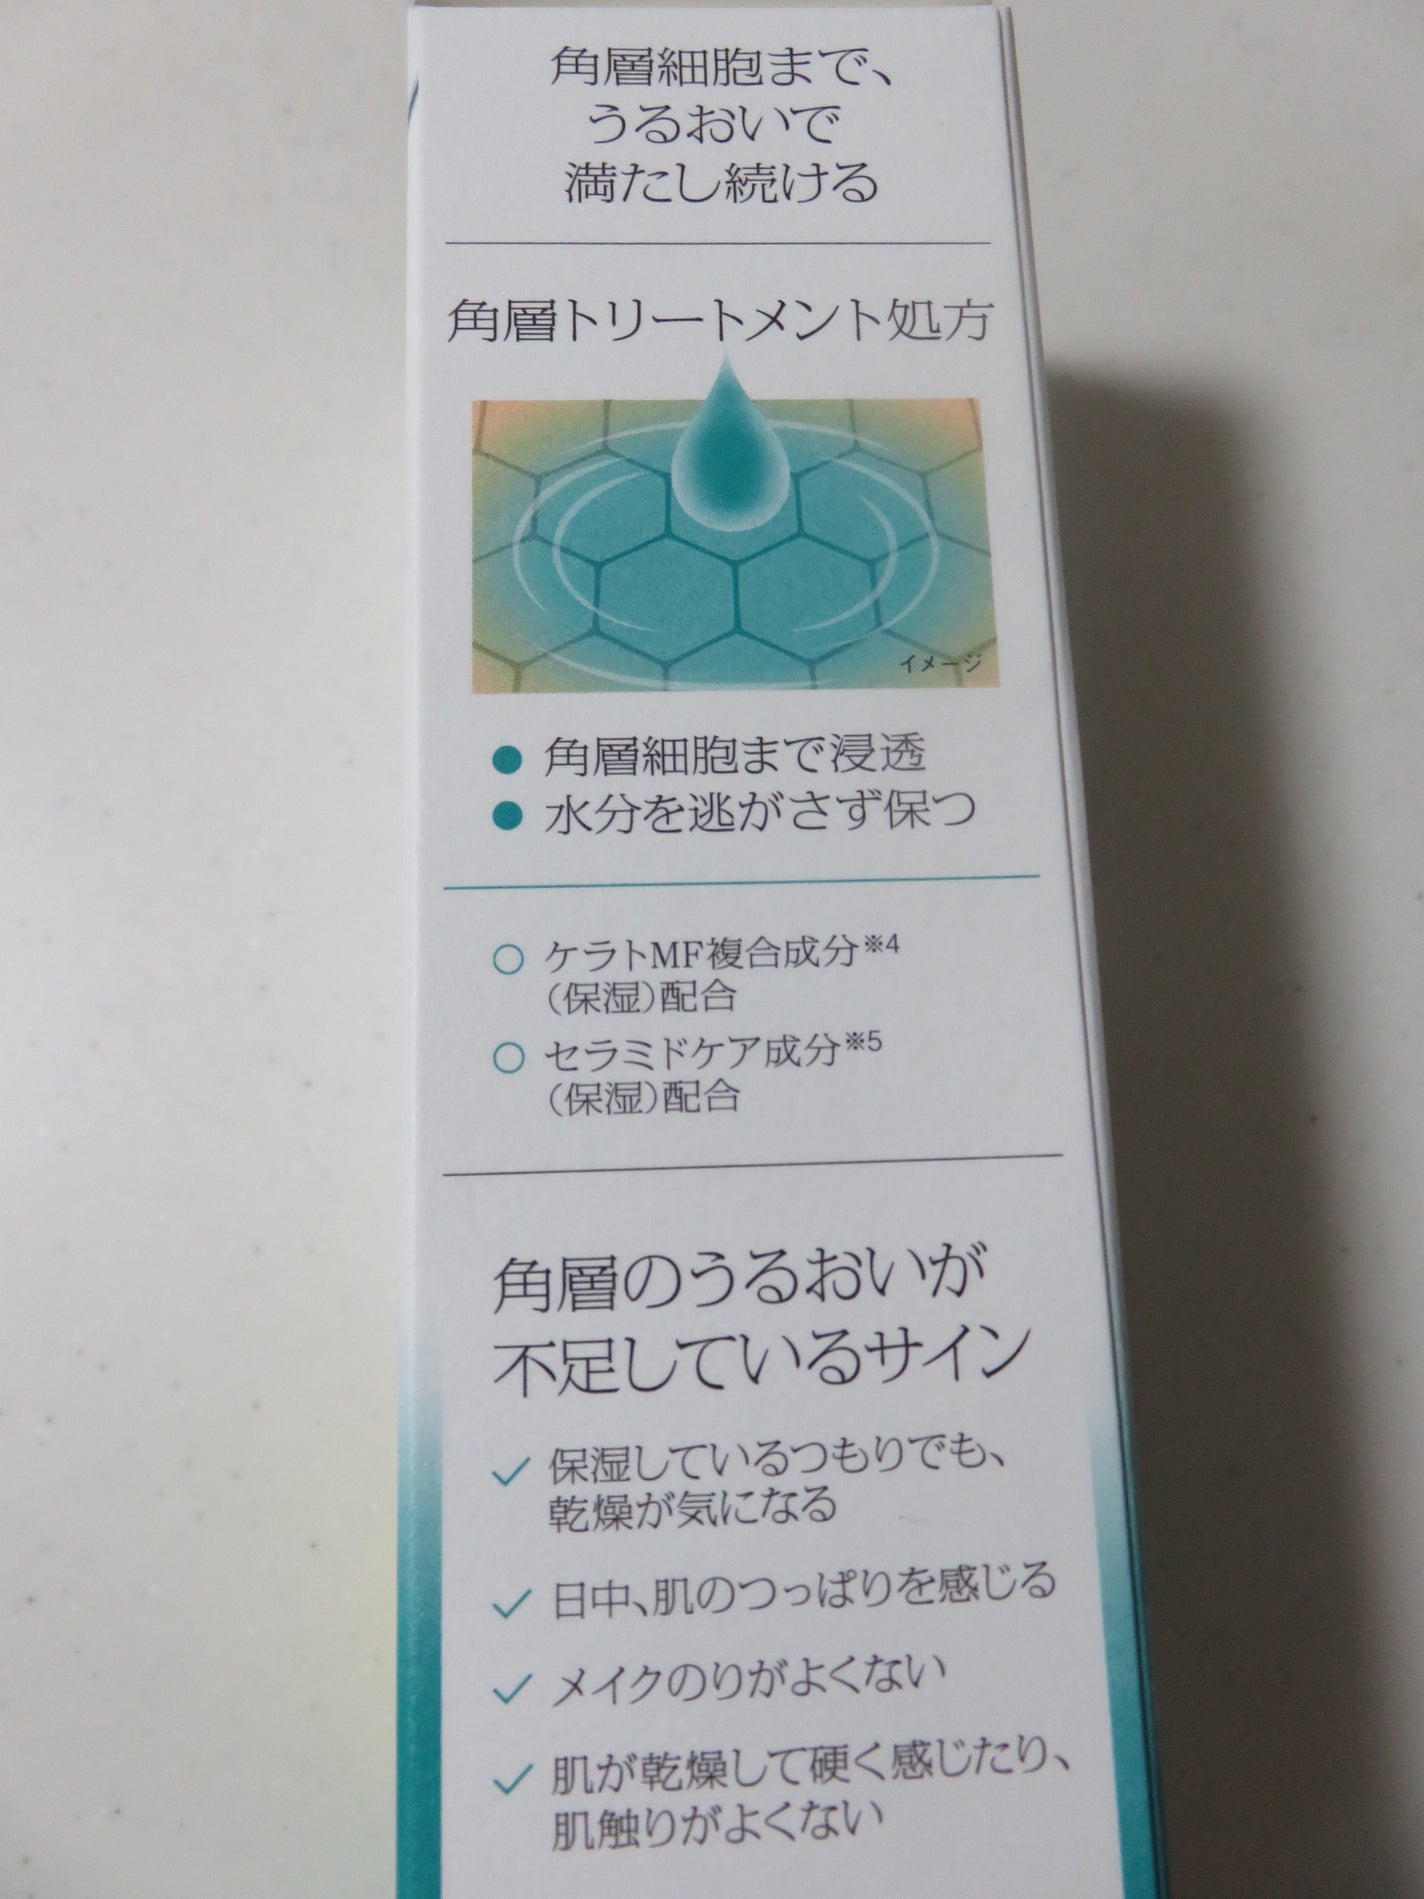 角層細胞まで、
うるおいで
満たし続ける
角層トリートメント処方
イメージ
● 角層細胞まで浸透
● 水分を逃がさず保つ
○ ケラトMF複合成分※4
（保湿）配合
○ セラミドケア成分※5
（保湿）配合
角層のうるおいが
不足しているサイン
✓ 保湿しているつもりでも、
乾燥が気になる
✓ 日中、肌のつっぱりを感じる
✓ メイクのりがよくない
✓ 肌が乾燥して硬く感じたり、
肌触りがよくない